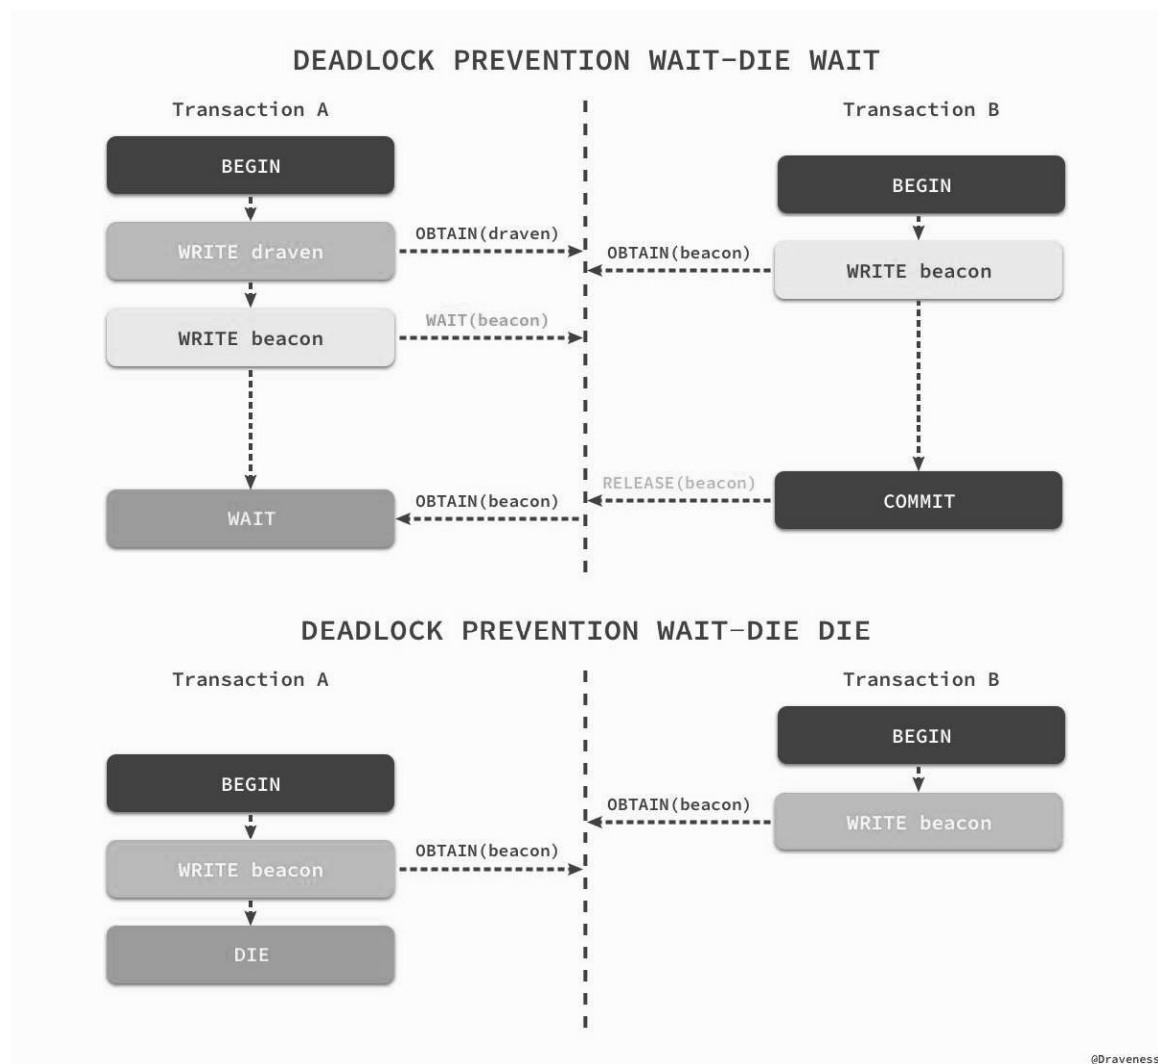 DEADLOCK PREVENTION WAIT-DIE WAIT
Transaction A
Transaction B
BEGIN
BEGIN
WRITE draven
OBTAIN(draven)
OBTAIN(beacon)
WRITE beacon
WRITE beacon
WAIT(beacon)
RELEASE(beacon)
COMMIT
WAIT
OBTAIN(beacon)
DEADLOCK PREVENTION WAIT-DIE DIE
Transaction A
Transaction B
BEGIN
BEGIN
OBTAIN(beacon)
WRITE beacon
WRITE beacon
OBTAIN(beacon)
DIE
@Draveness